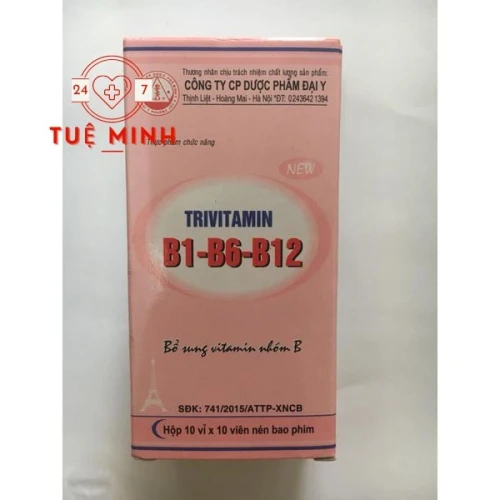 Thương nhân chịu trách nhiệm chất lượng sản phẩm:
CÔNG TY CP DƯỢC PHẨM ĐẠI Y
Thịnh Liệt - Hoàng Mai - Hà Nội *ĐT: 0243642 1394
24 7
TUỆ MINH
Thực phẩm chức năng
NEW
TRIVITAMIN
B1-B6-B12
Bổ sung vitamin nhóm B
SĐK: 741/2015/ATTP-XNCB
Hộp 10 vỉ x 10 viên nén bao phim